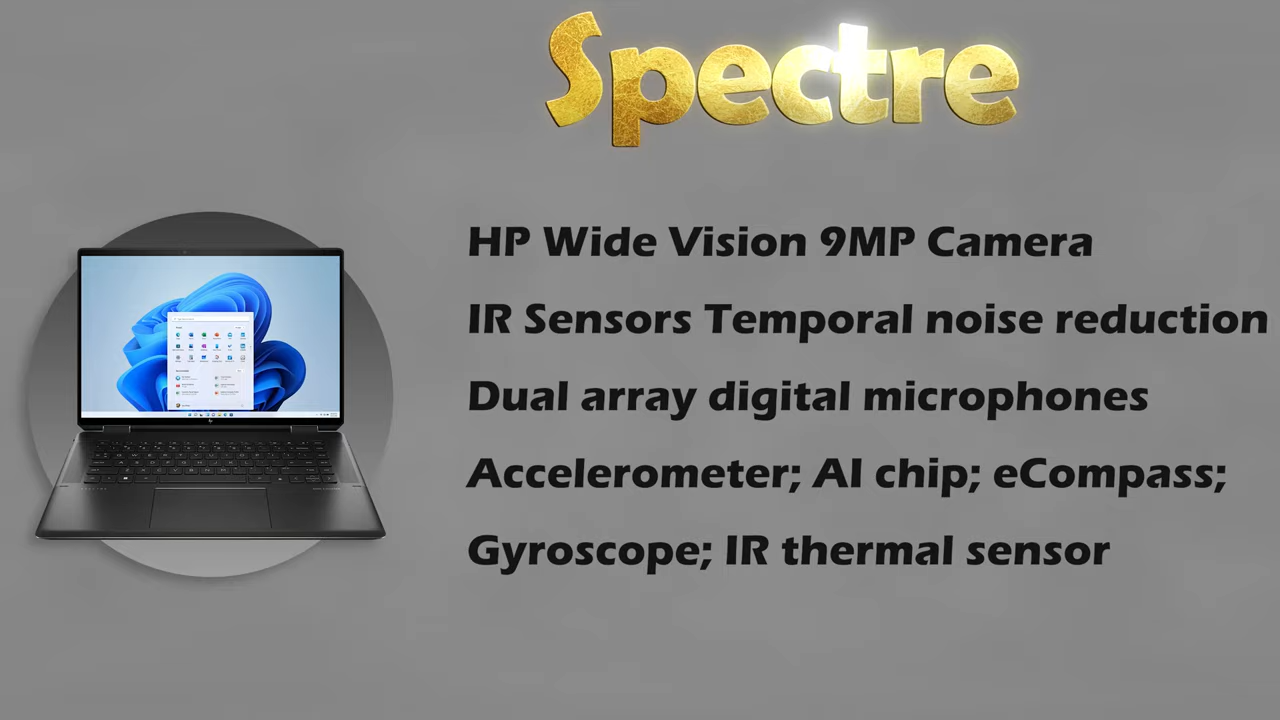 Spectre
HP Wide Vision 9MP Camera
IR Sensors Temporal noise reduction
Dual array digital microphones
Accelerometer; AI chip; eCompass;
Gyroscope; IR thermal sensor